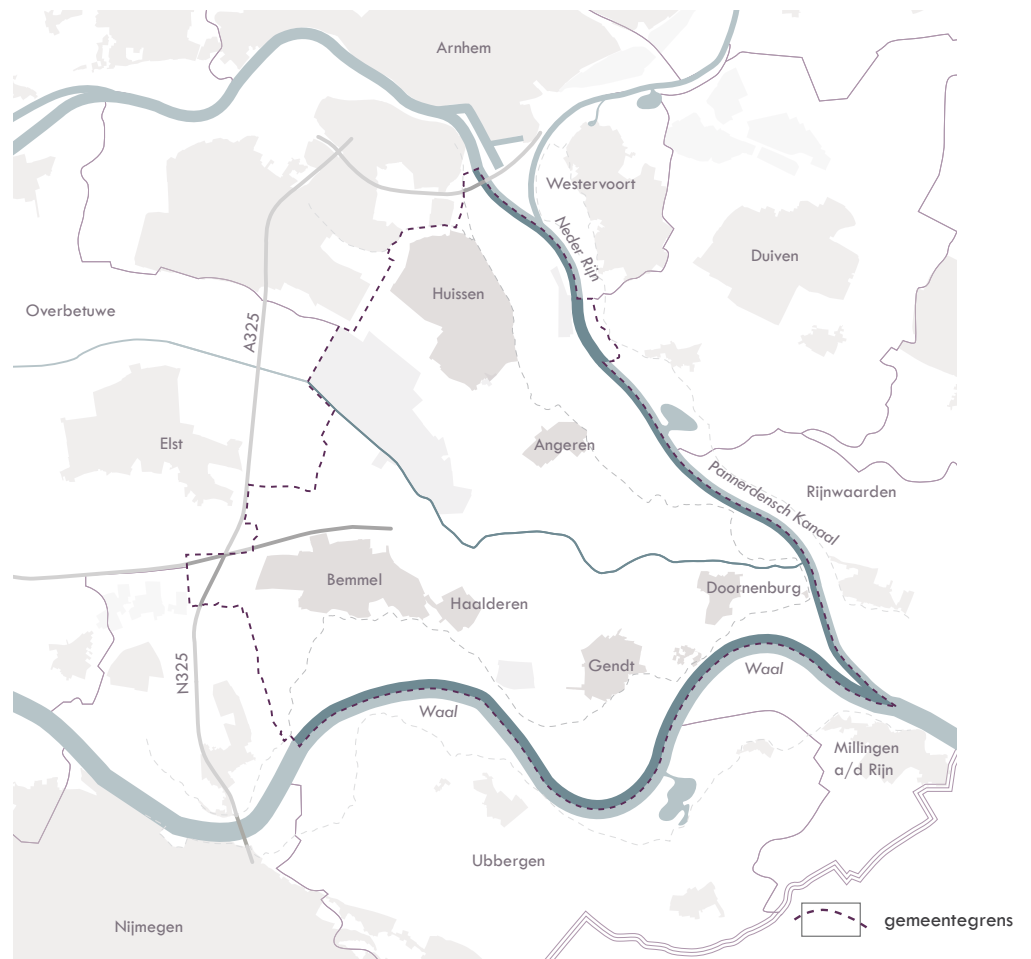 Arnhem
Westervoort
Neder Rijn
Duiven
Huissen
Overbetuwe
A325
Elst
Angeren
Pannerdensch Kanaal
Rijnwaarden
Bemmel
Doornenburg
Haalderen
Gendt
Waal
N325
Waal
Millingen
a/d Rijn
Ubbergen
Nijmegen
gemeentegrens